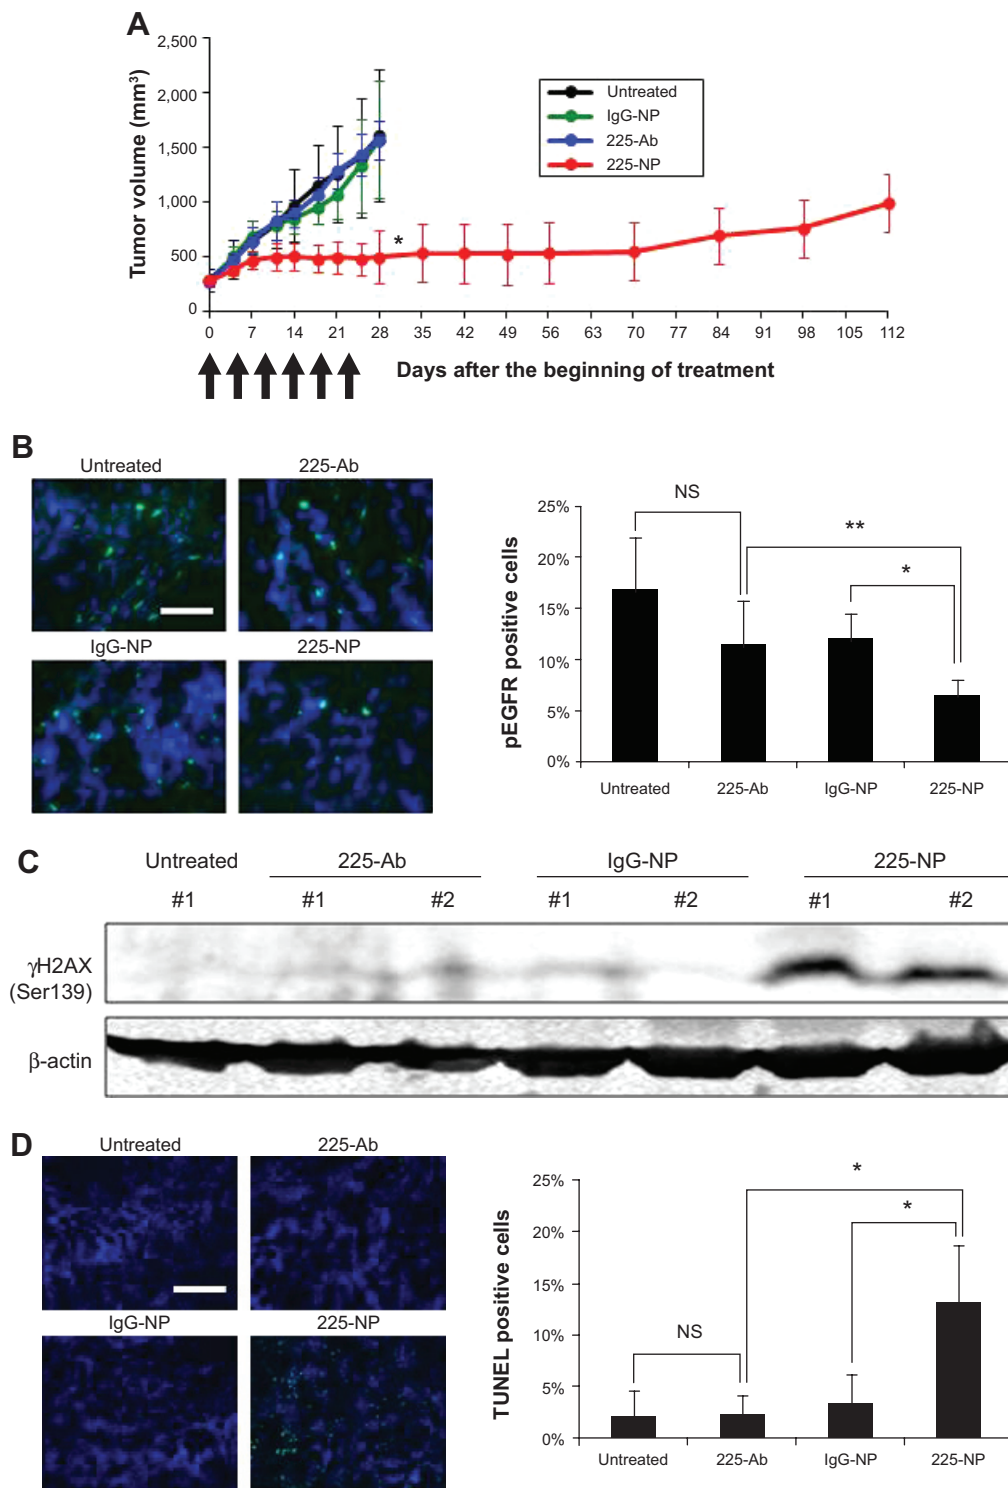 A
Tumor volume (mm³)
2,500
2,000
1,500
1,000
500
0
Untreated
IgG-NP
225-Ab
225-NP
*
0 7 14 21 28 35 42 49 56 63 70 77 84 91 98 105 112
Days after the beginning of treatment
B
Untreated 225-Ab
IgG-NP 225-NP
pEGFR positive cells
25%
20%
15%
10%
5%
0%
NS
**
*
Untreated 225-Ab IgG-NP 225-NP
C
Untreated 225-Ab IgG-NP 225-NP
#1 #1 #2 #1 #2 #1 #2
γH2AX
(Ser139)
β-actin
D
Untreated 225-Ab
IgG-NP 225-NP
TUNEL positive cells
25%
20%
15%
10%
5%
0%
*
*
NS
Untreated 225-Ab IgG-NP 225-NP